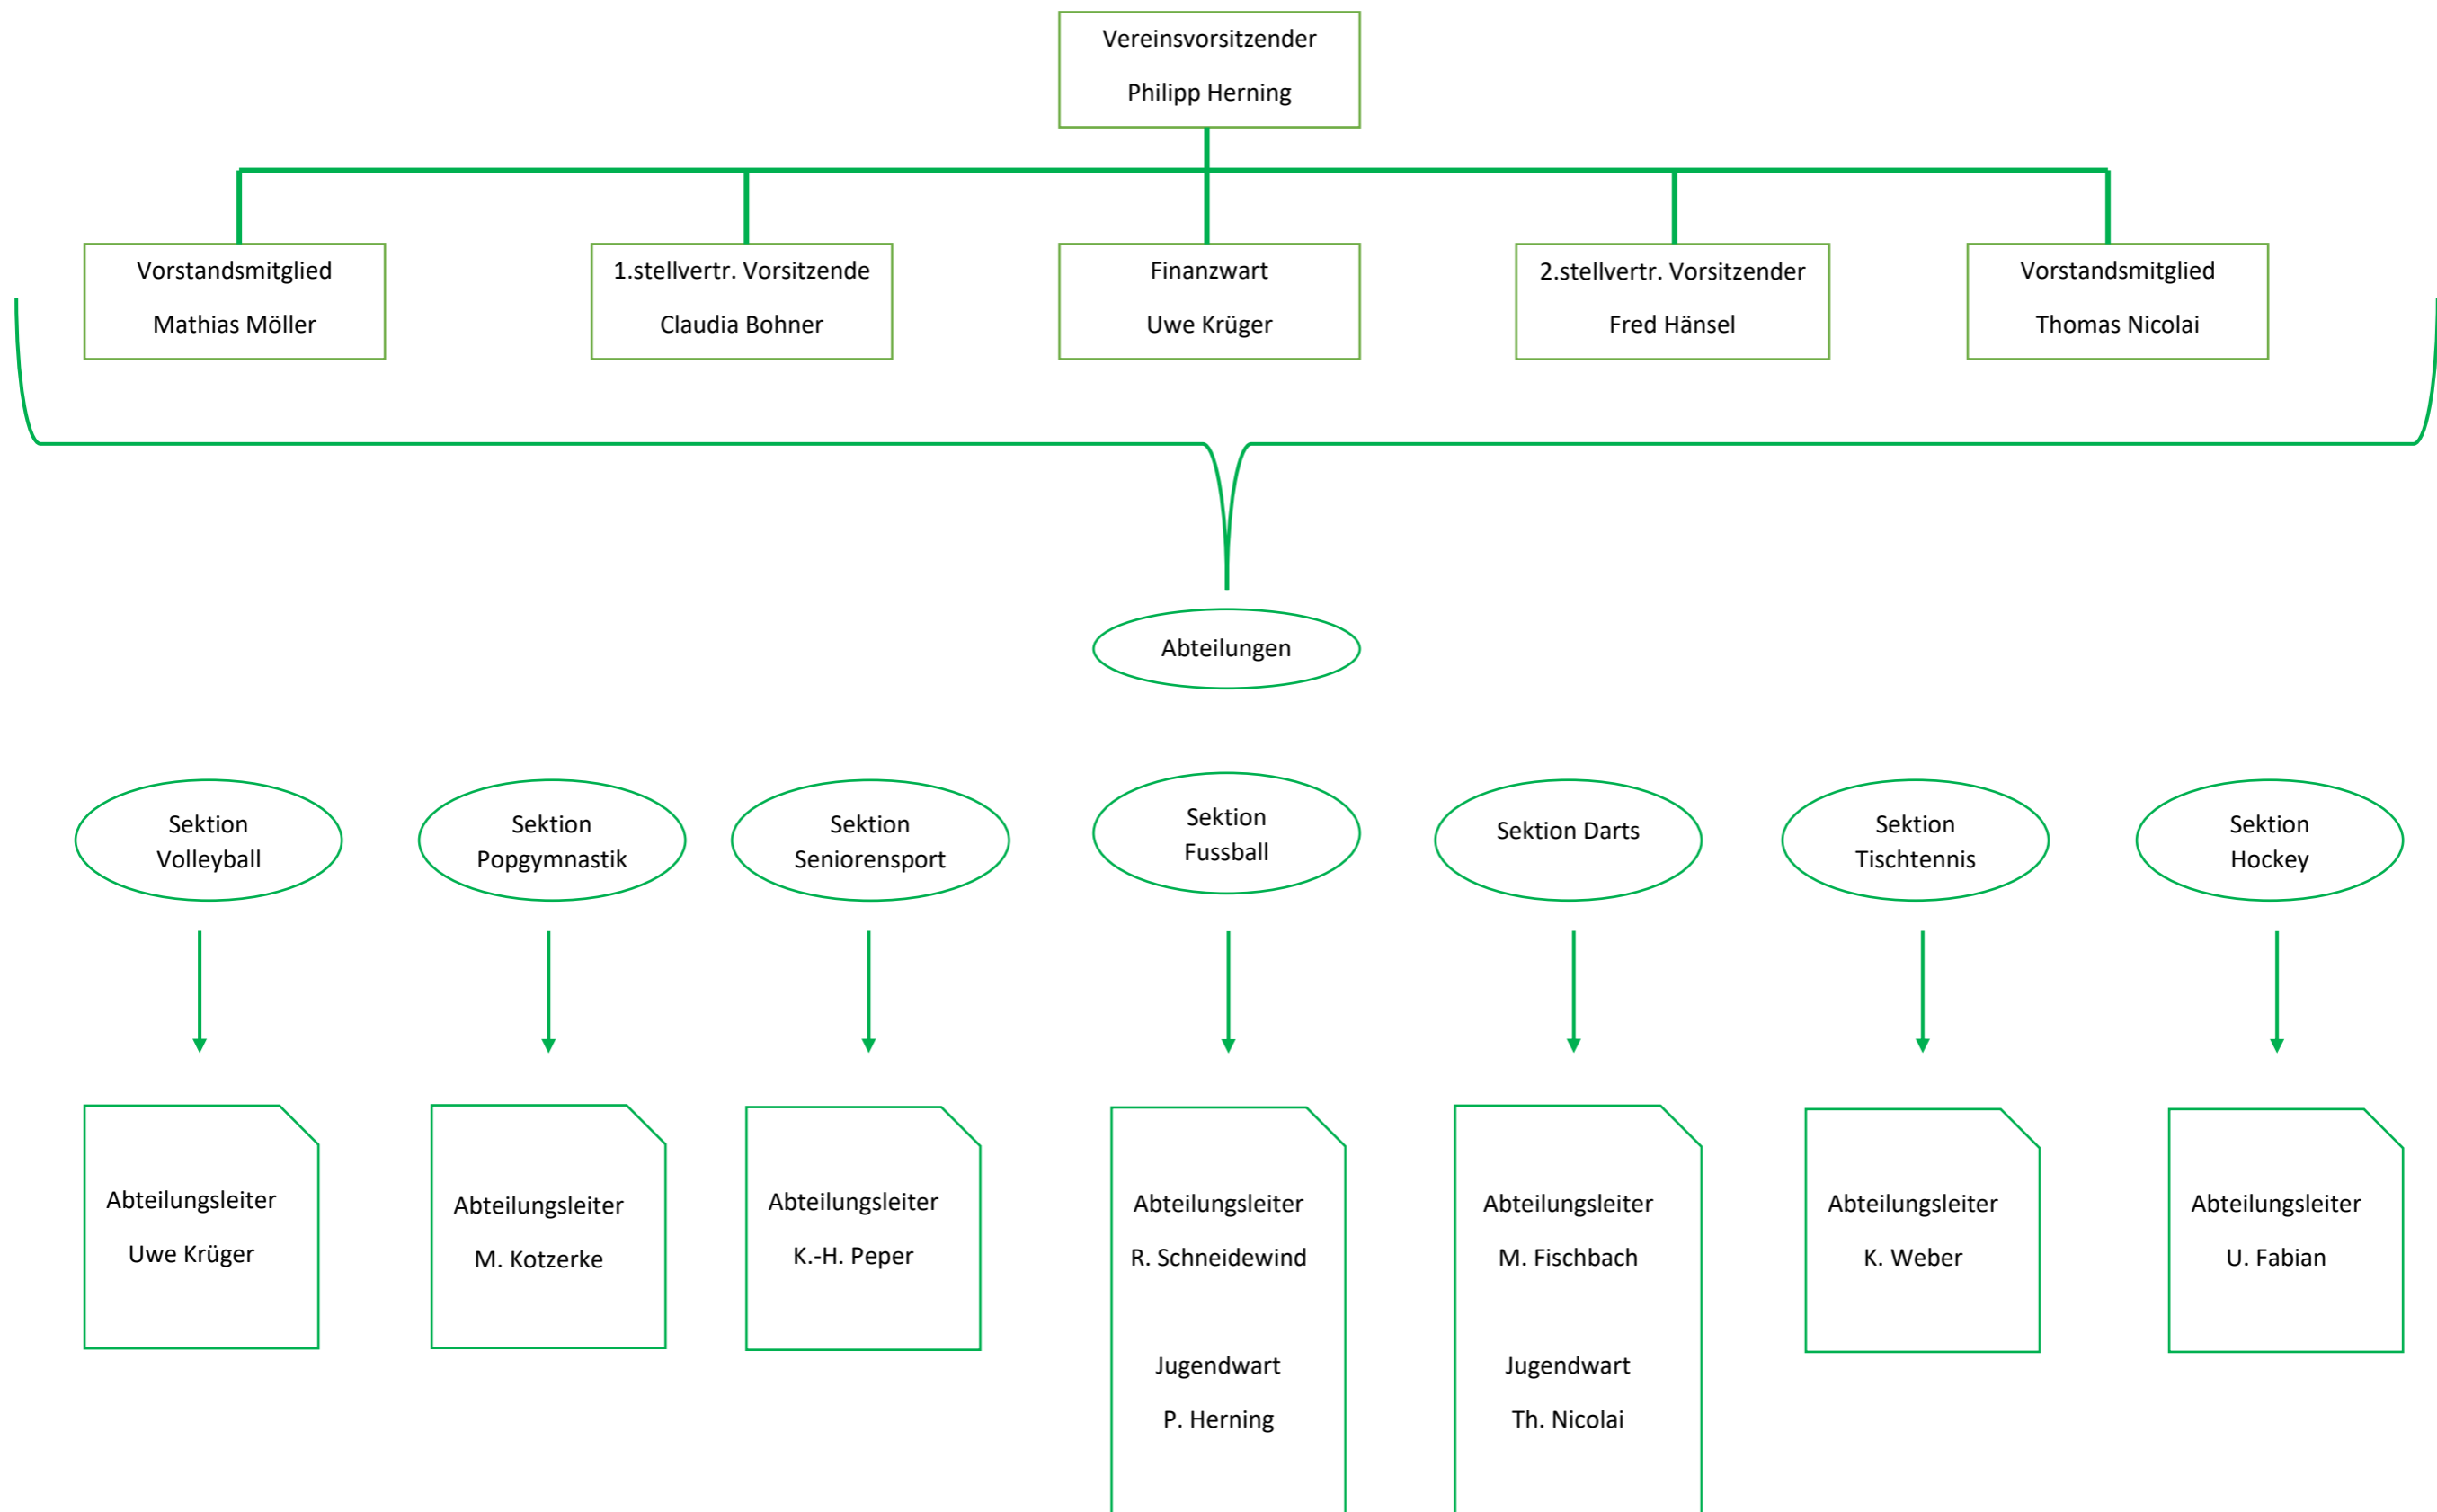 Vereinsvorsitzender
Philipp Herning
Vorstandsmitglied
Mathias Möller
1.stellvertr. Vorsitzende
Claudia Bohner
Finanzwart
Uwe Krüger
2.stellvertr. Vorsitzender
Fred Hänsel
Vorstandsmitglied
Thomas Nicolai
Abteilungen
Sektion
Volleyball
Sektion
Popgymnastik
Sektion
Seniorensport
Sektion
Fussball
Sektion Darts
Sektion
Tischtennis
Sektion
Hockey
Abteilungsleiter
Uwe Krüger
Abteilungsleiter
M. Kotzerke
Abteilungsleiter
K.-H. Peper
Abteilungsleiter
R. Schneidewind
Jugendwart
P. Herning
Abteilungsleiter
M. Fischbach
Jugendwart
Th. Nicolai
Abteilungsleiter
K. Weber
Abteilungsleiter
U. Fabian